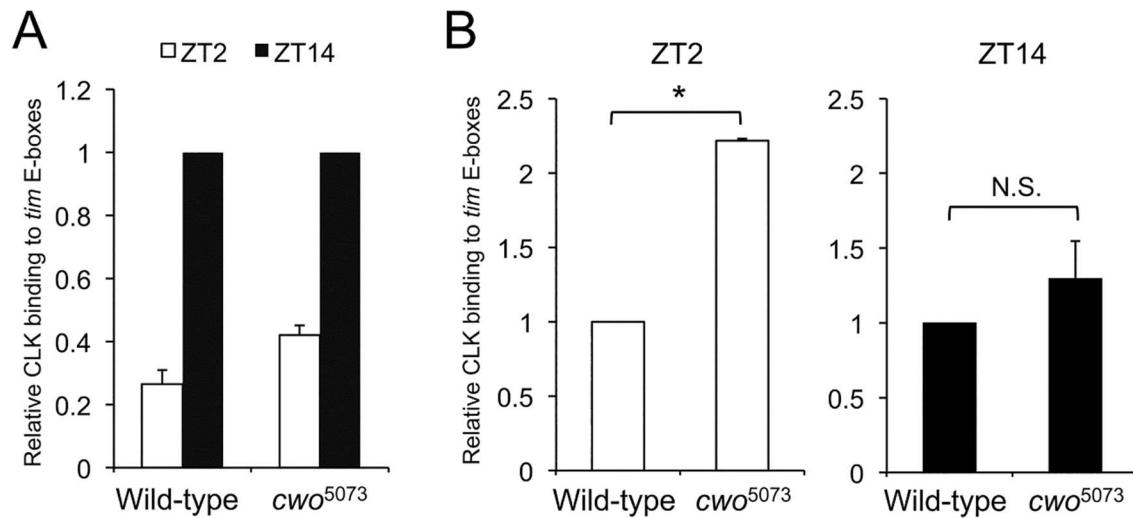 A
ZT2 ZT14
Relative CLK binding to tim E-boxes
1.2
1
0.8
0.6
0.4
0.2
0
Wild-type cwo5073
B
ZT2
Relative CLK binding to tim E-boxes
2.5
2
1.5
1
0.5
0
*
Wild-type cwo5073
ZT14
2.5
2
1.5
1
0.5
0
N.S.
Wild-type cwo5073